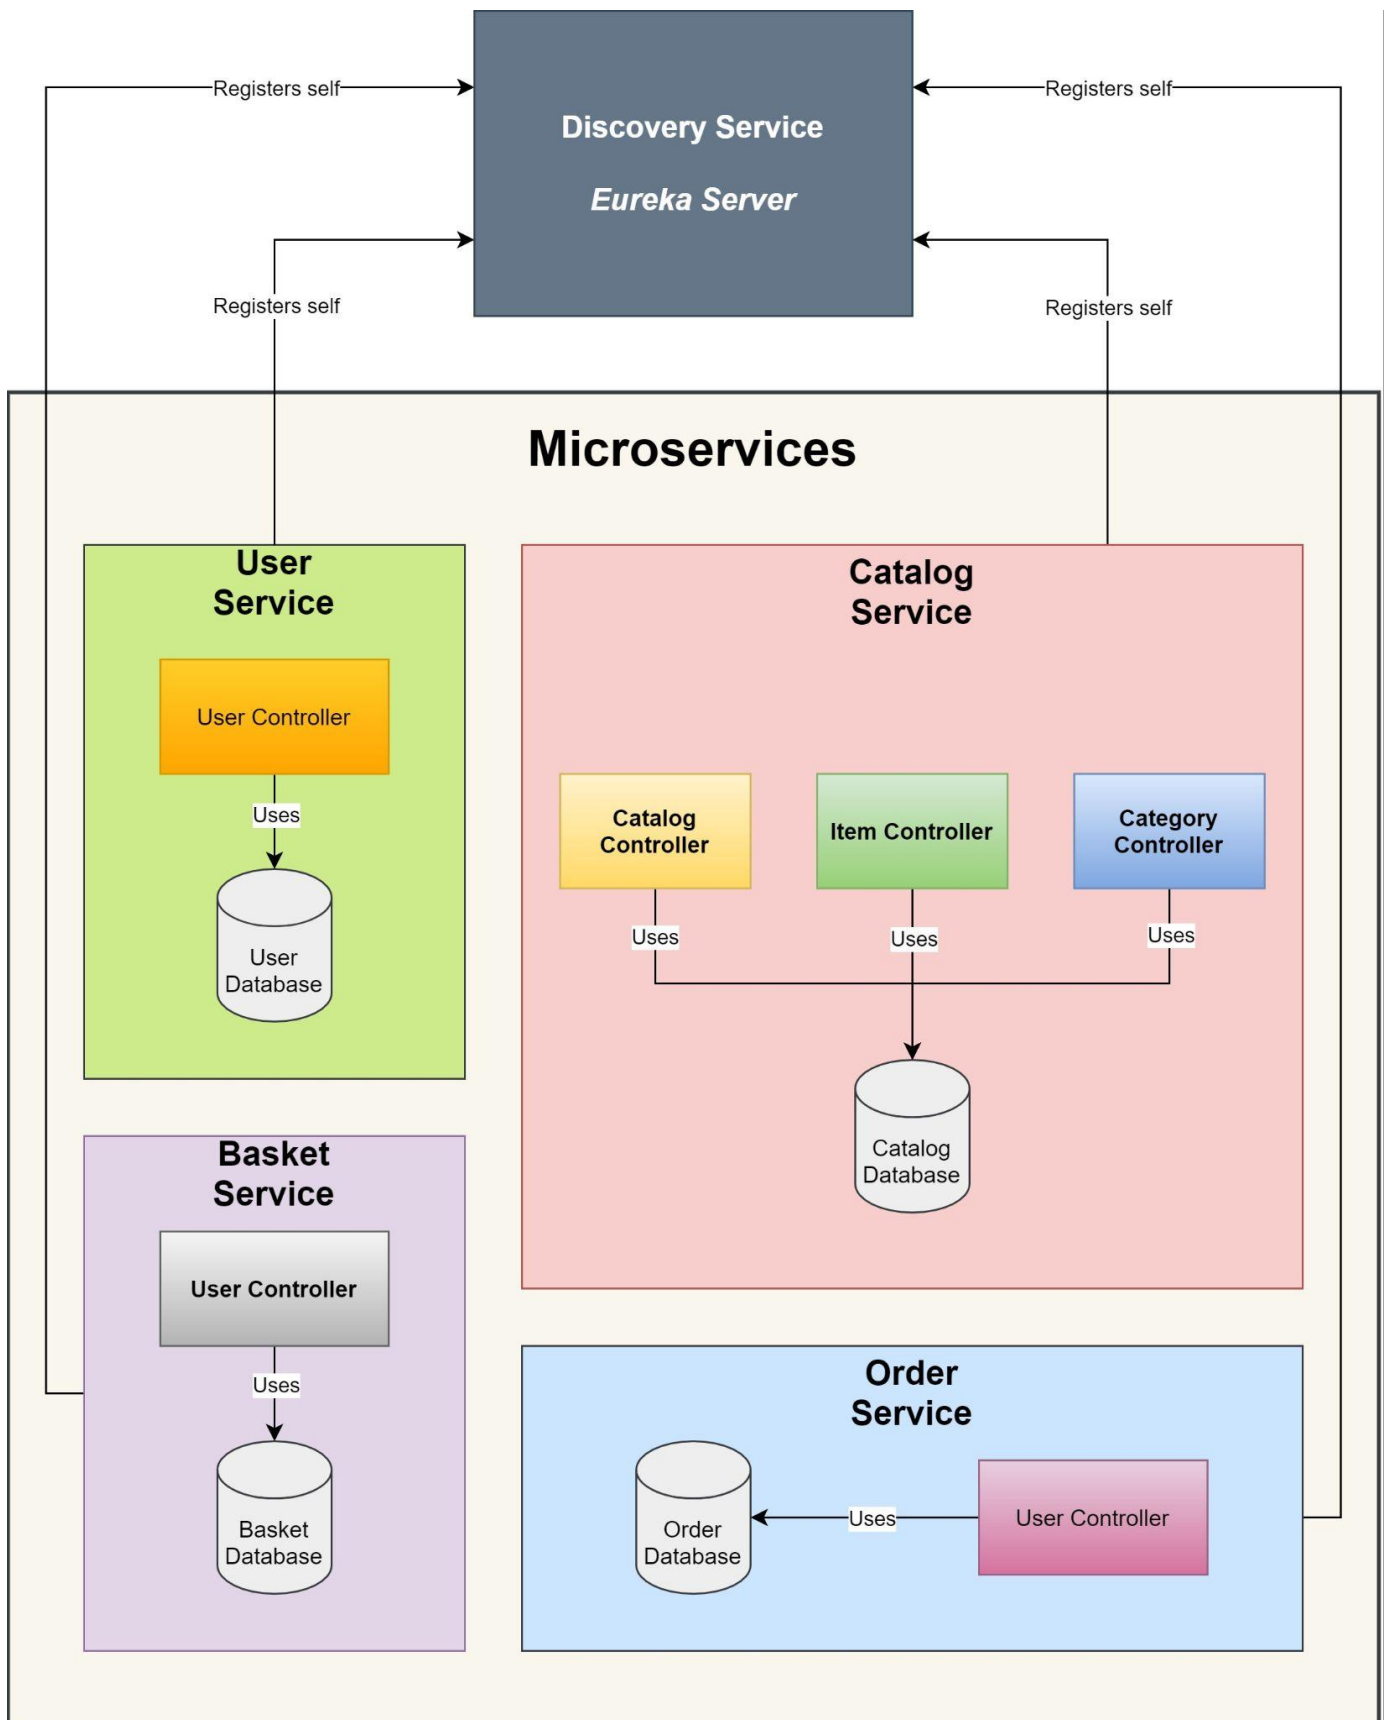 Registers self
Registers self
Discovery Service
Eureka Server
Registers self
Registers self
Microservices
User
Service
User Controller
Uses
User
Database
Catalog
Service
Catalog
Controller
Item Controller
Category
Controller
Uses
Uses
Uses
Catalog
Database
Basket
Service
User Controller
Uses
Basket
Database
Order
Service
Order
Database
Uses
User Controller